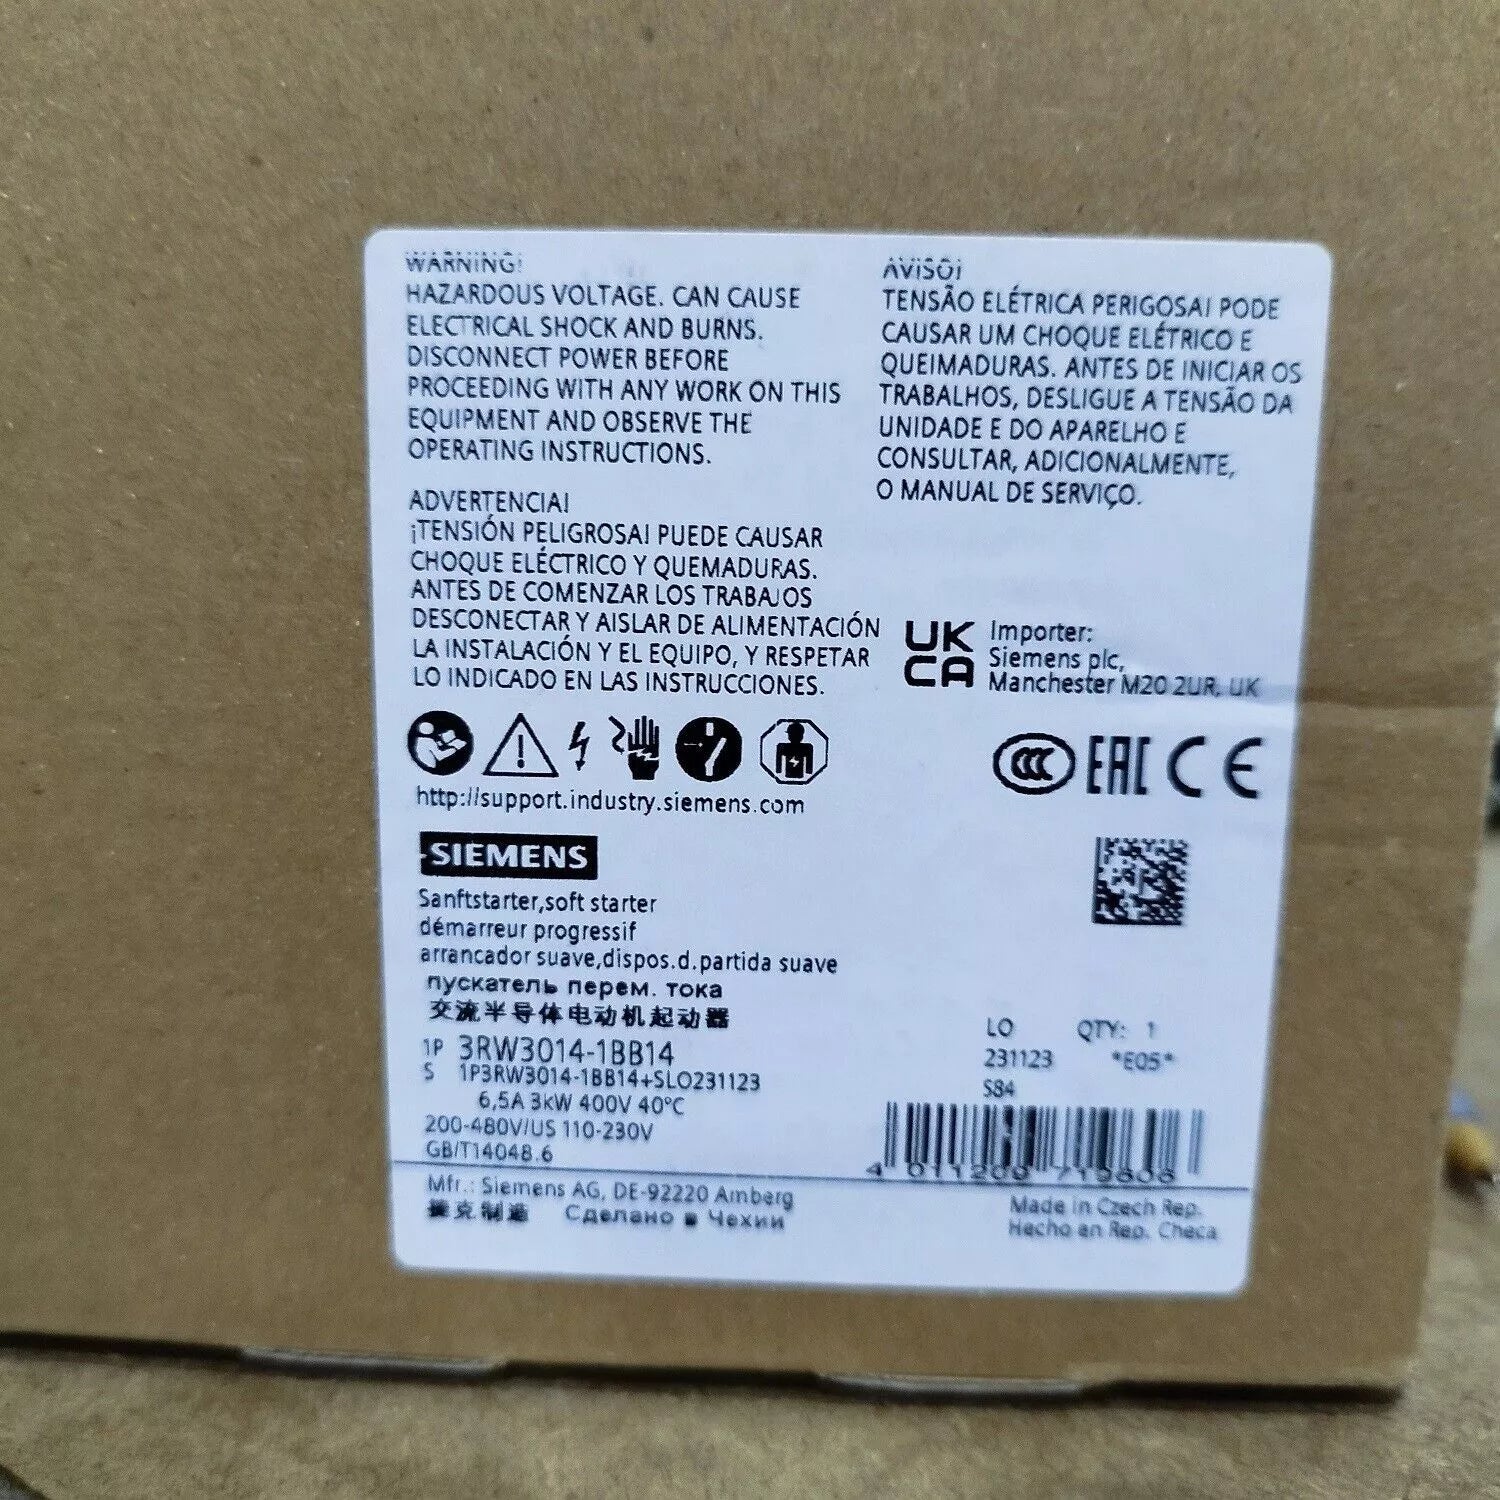 WARNING!
HAZARDOUS VOLTAGE. CAN CAUSE
ELECTRICAL SHOCK AND BURNS.
DISCONNECT POWER BEFORE
PROCEEDING WITH ANY WORK ON THIS
EQUIPMENT AND OBSERVE THE
OPERATING INSTRUCTIONS.
ADVERTENCIA!
¡TENSIÓN PELIGROSA! PUEDE CAUSAR
CHOQUE ELÉCTRICO Y QUEMADURAS.
ANTES DE COMENZAR LOS TRABAJOS
DESCONECTAR Y AISLAR DE ALIMENTACIÓN
LA INSTALACIÓN Y EL EQUIPO, Y RESPETAR
LO INDICADO EN LAS INSTRUCCIONES.
AVISO!
TENSÃO ELÉTRICA PERIGOSA! PODE
CAUSAR UM CHOQUE ELÉTRICO E
QUEIMADURAS. ANTES DE INICIAR OS
TRABALHOS, DESLIGUE A TENSÃO DA
UNIDADE E DO APARELHO E
CONSULTAR, ADICIONALMENTE,
O MANUAL DE SERVIÇO.
UK
CA
Importer:
Siemens plc,
Manchester M20 2UR, UK
CCC EAC CE
http://support.industry.siemens.com
SIEMENS
Sanftstarter,soft starter
démarreur progressif
arrancador suave,dispos.d.partida suave
пускатель перем. тока
交流半导体电动机起动器
1P 3RW3014-1BB14
S 1P3RW3014-1BB14+SLO231123
6,5A 3kW 400V 40°C
200-480V/US 110-230V
GB/T14048.6
LO QTY: 1
231123 *E05*
S84
4 011209 719606
Mfr.: Siemens AG, DE-92220 Amberg
捷克制造 Сделано в Чехии
Made in Czech Rep.
Hecho en Rep. Checa